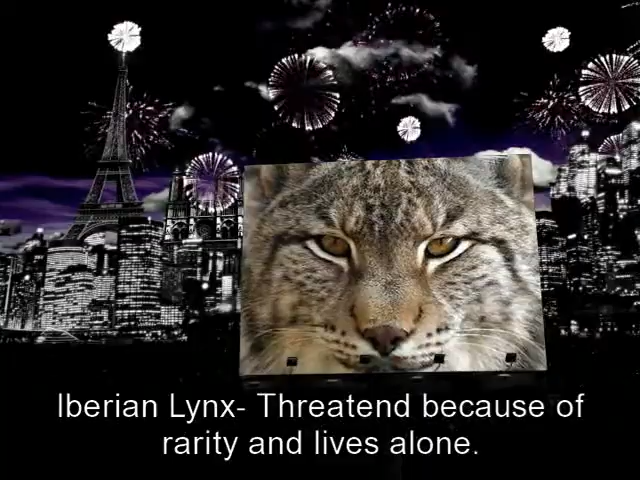 Iberian Lynx- Threatend because of
rarity and lives alone.